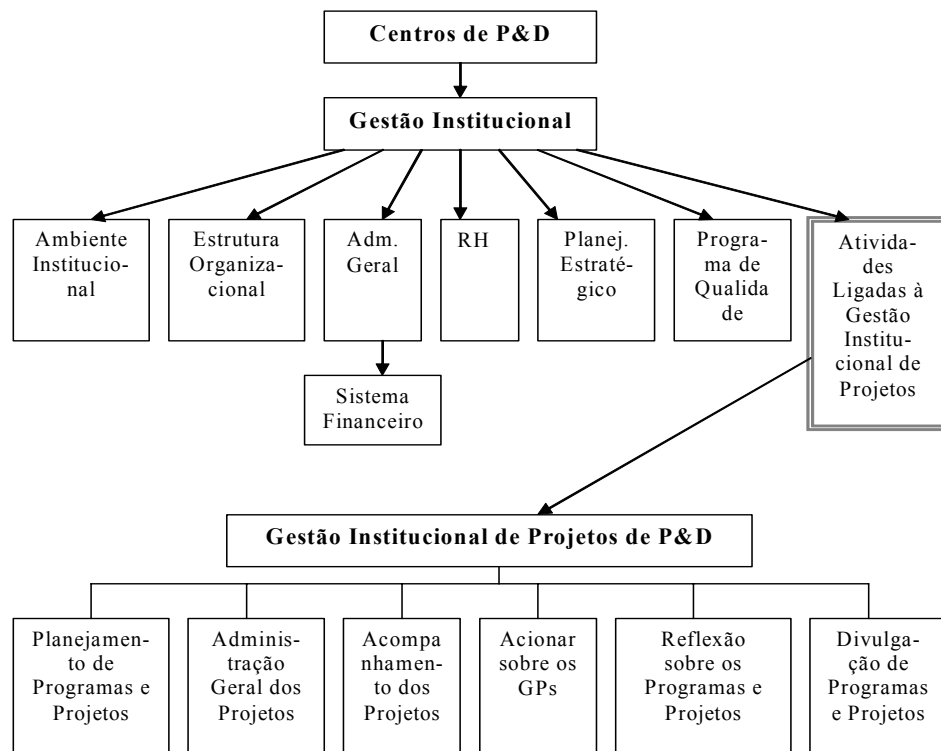 Centros de P&D
Gestão Institucional
Ambiente
Institucio-
nal
Estrutura
Organiza-
cional
Adm.
Geral
RH
Planej.
Estraté-
gico
Progra-
ma de
Qualida
de
Ativida-
des
Ligadas à
Gestão
Institu-
cional de
Projetos
Sistema
Financeiro
Gestão Institucional de Projetos de P&D
Planejamen-
to de
Programas e
Projetos
Adminis-
tração
Geral dos
Projetos
Acompa-
nhamen-
to dos
Projetos
Acionar
sobre os
GPs
Reflexão
sobre os
Programas e
Projetos
Divulga-
ção de
Programas
e Projetos